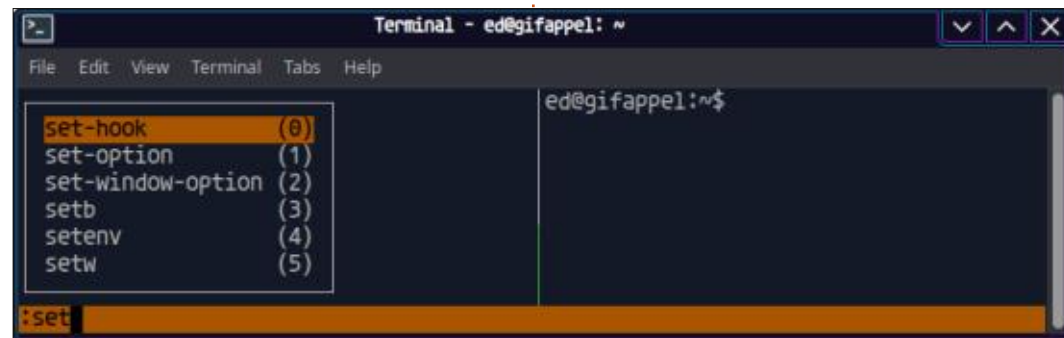 Terminal - ed@gifappel: ~
File Edit View Terminal Tabs Help
ed@gifappel:~$
set-hook (0)
set-option (1)
set-window-option (2)
setb (3)
setenv (4)
setw (5)
:set